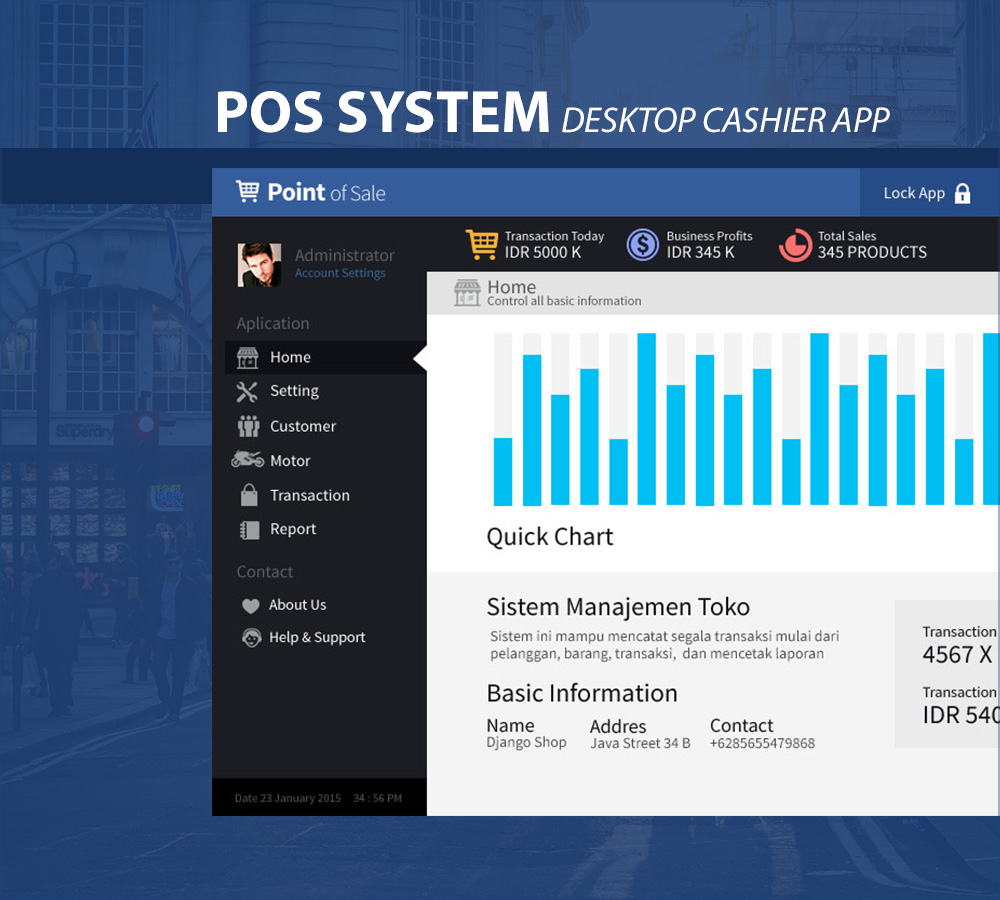 POS SYSTEM DESKTOP CASHIER APP
Point of Sale
Lock App
Administrator
Account Settings
Transaction Today
IDR 5000 K
Business Profits
IDR 345 K
Total Sales
345 PRODUCTS
Home
Control all basic information
Aplication
Home
Setting
Customer
Motor
Transaction
Report
Contact
About Us
Help & Support
Date 23 January 2015 34 : 56 PM
Quick Chart
Sistem Manajemen Toko
Sistem ini mampu mencatat segala transaksi mulai dari
pelanggan, barang, transaksi, dan mencetak laporan
Basic Information
Name Addres Contact
Django Shop Java Street 34 B +6285655479868
Transaction
4567 X
Transaction
IDR 540
Superdry